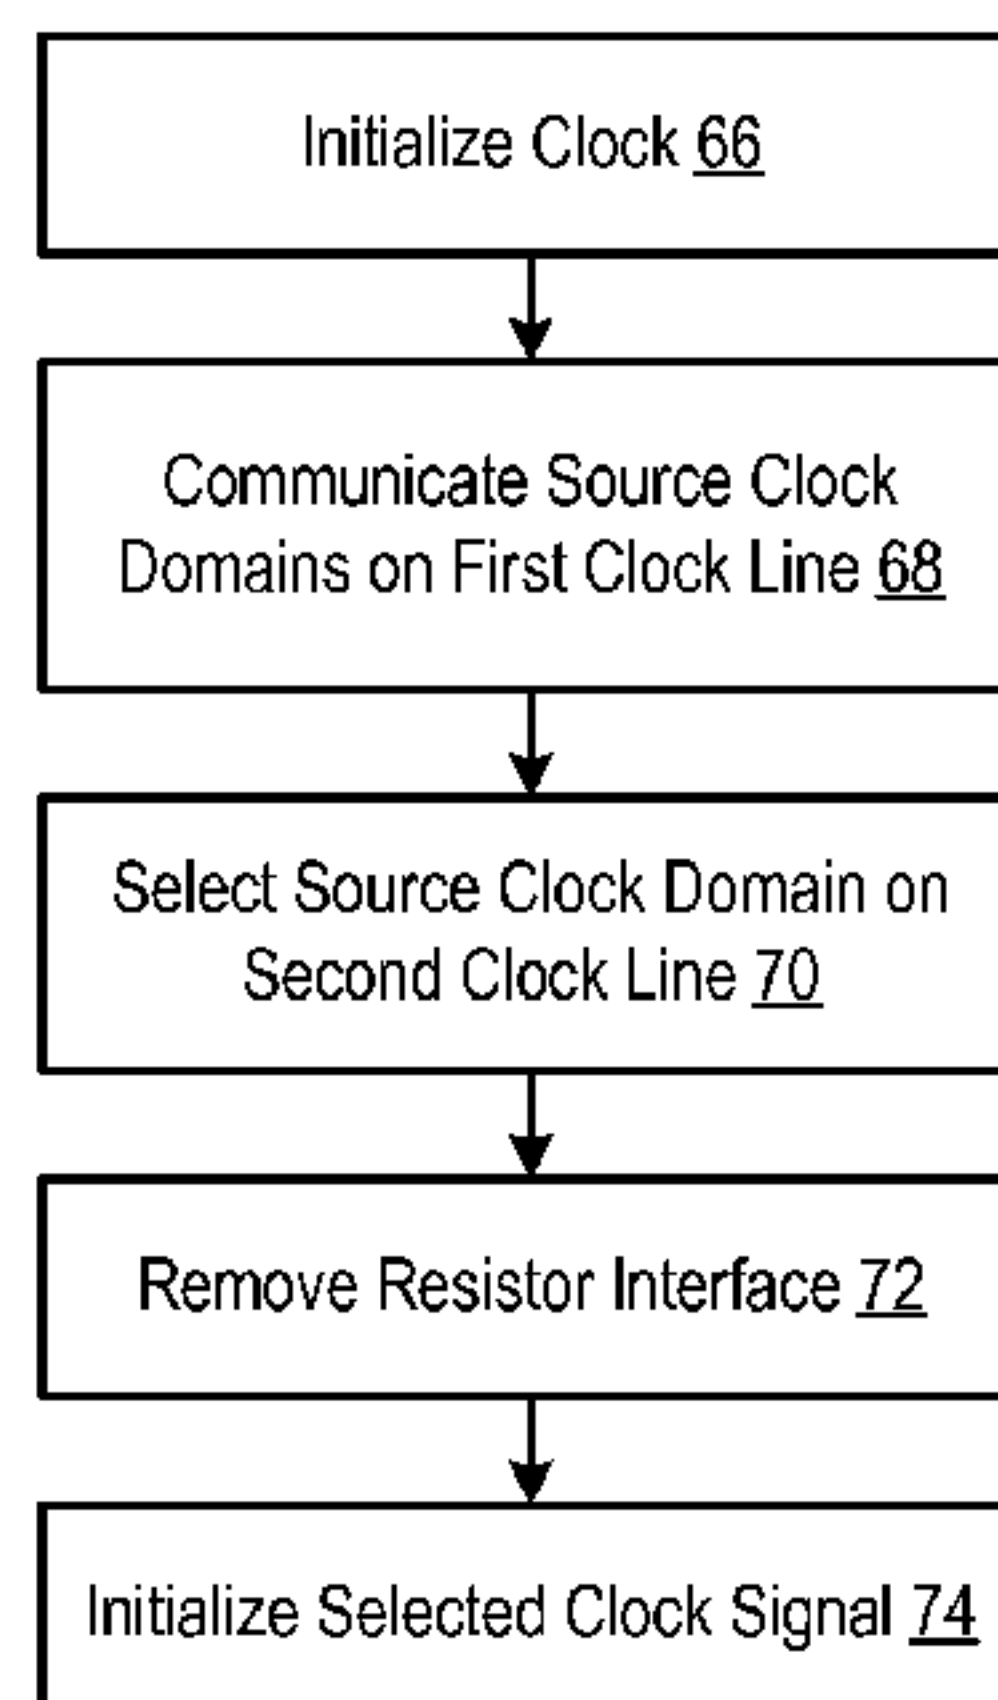 Initialize Clock 66
Communicate Source Clock
Domains on First Clock Line 68
Select Source Clock Domain on
Second Clock Line 70
Remove Resistor Interface 72
Initialize Selected Clock Signal 74